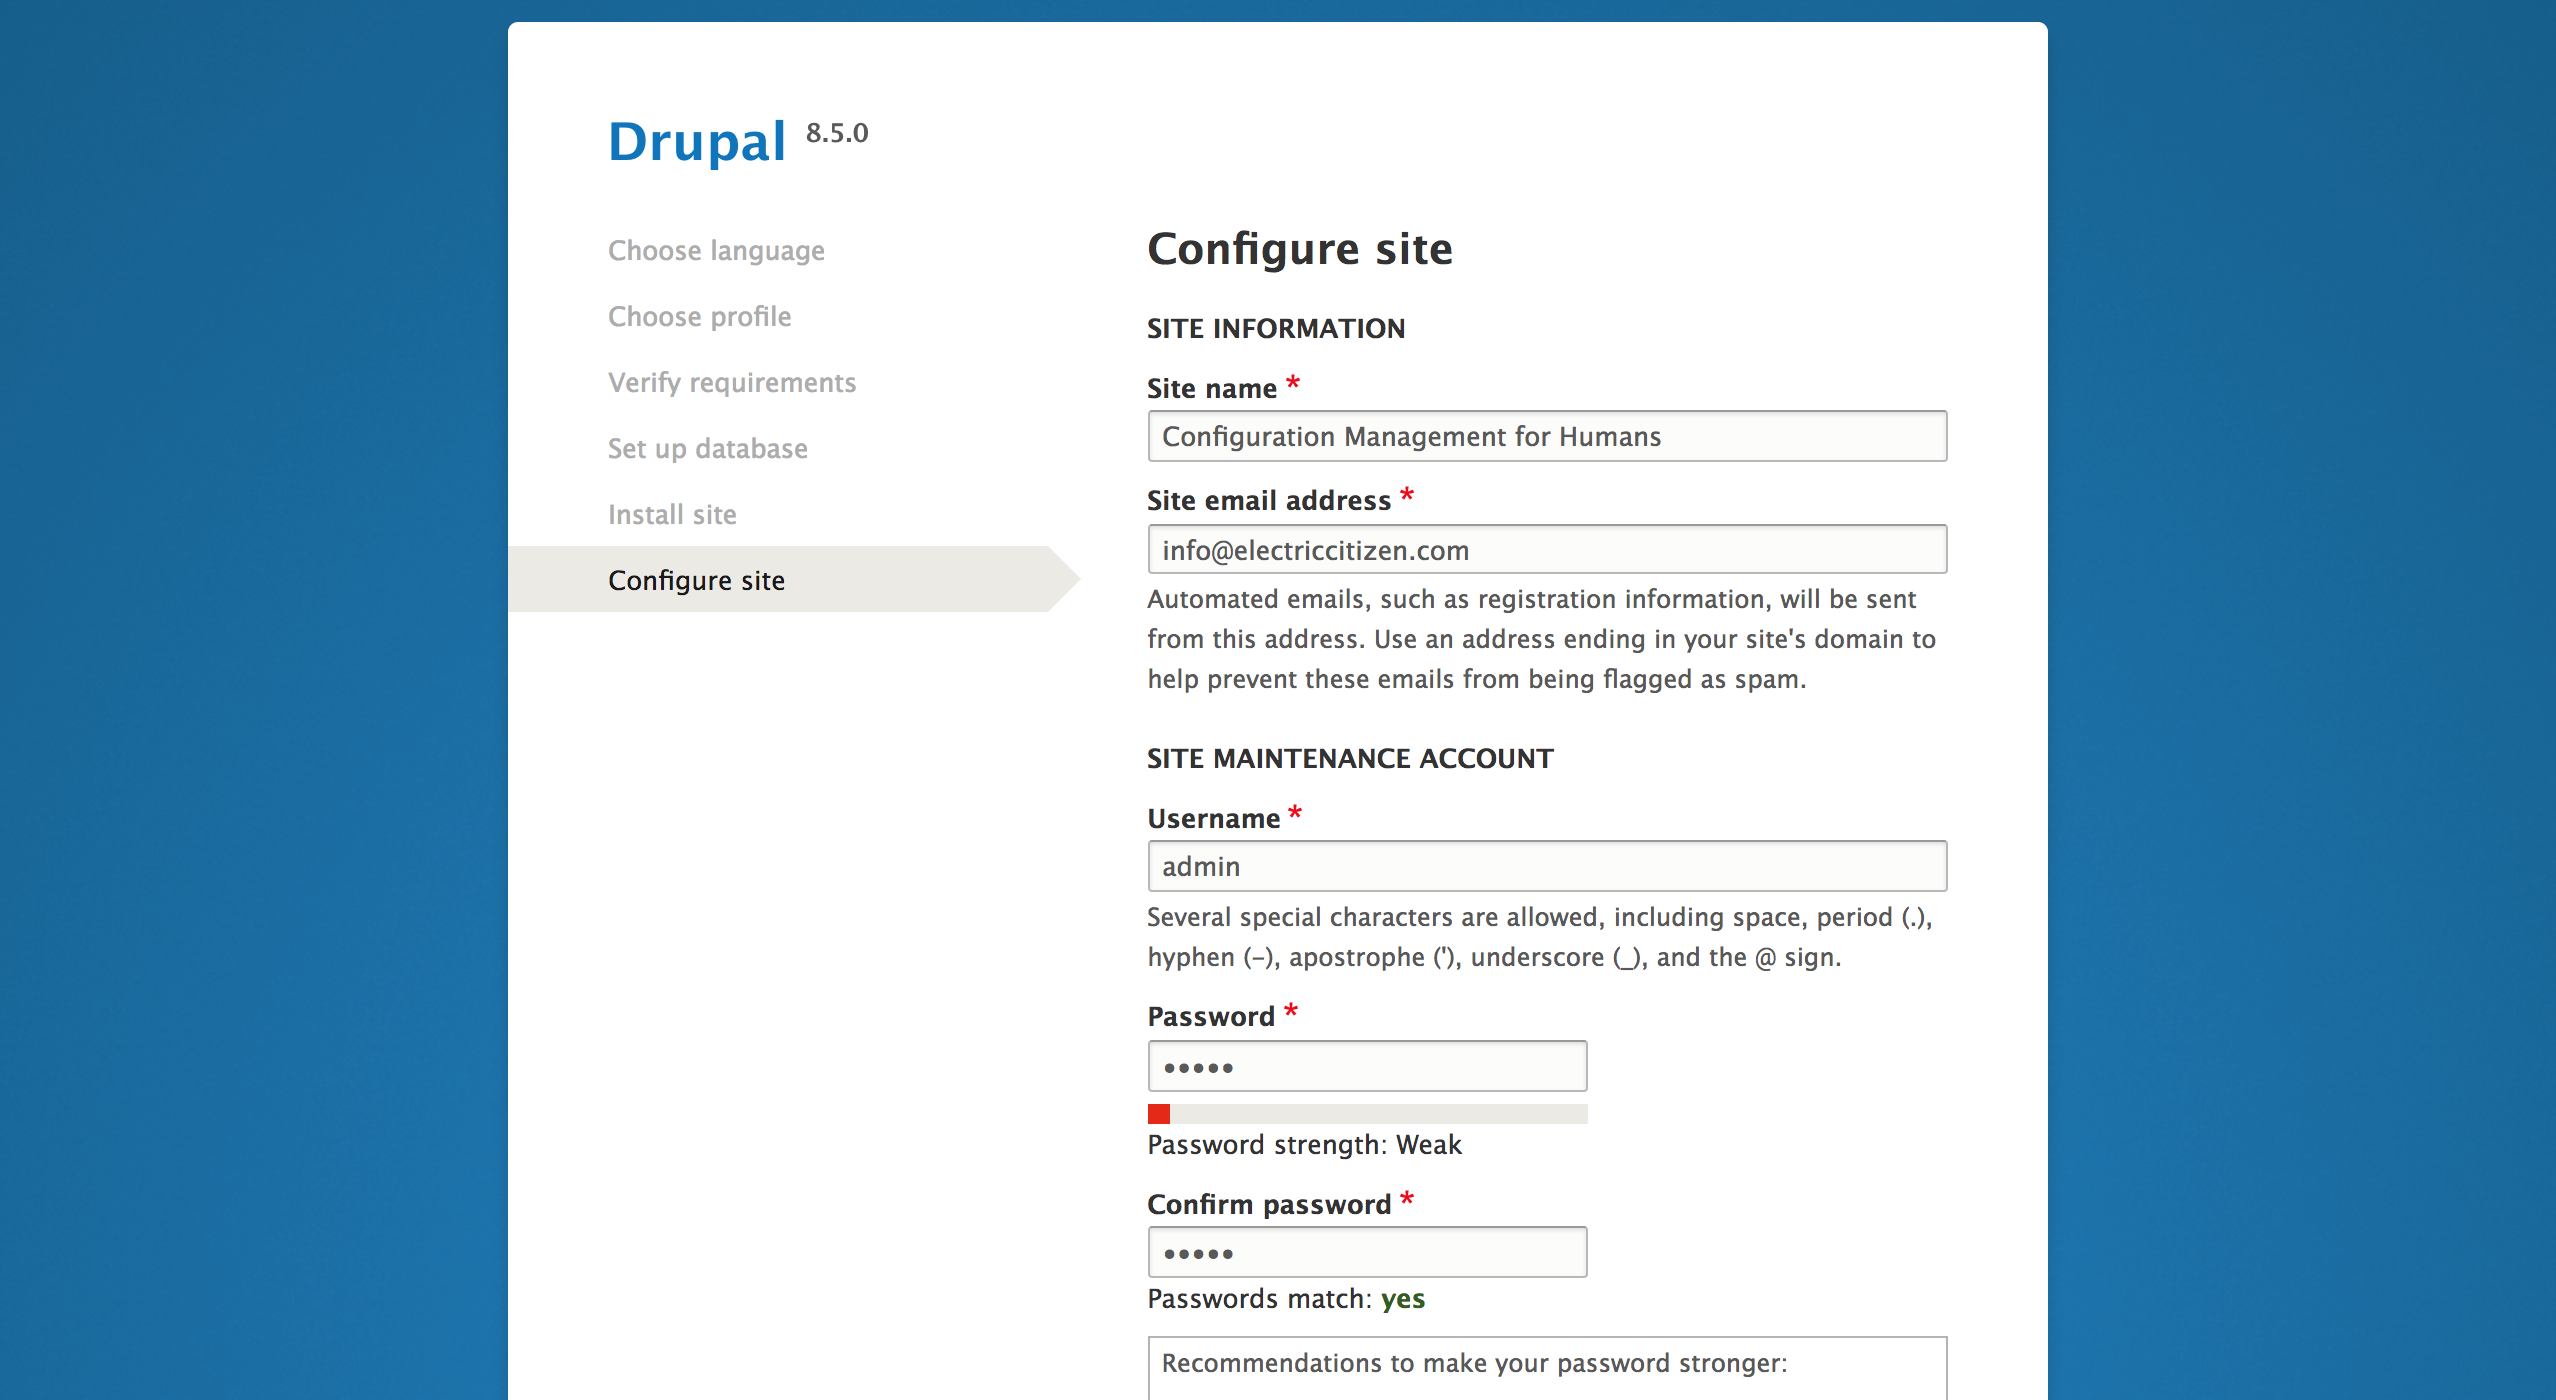 Drupal 8.5.0
Choose language
Choose profile
Verify requirements
Set up database
Install site
Configure site
Configure site
SITE INFORMATION
Site name *
Configuration Management for Humans
Site email address *
info@electriccitizen.com
Automated emails, such as registration information, will be sent
from this address. Use an address ending in your site's domain to
help prevent these emails from being flagged as spam.
SITE MAINTENANCE ACCOUNT
Username *
admin
Several special characters are allowed, including space, period (.),
hyphen (-), apostrophe ('), underscore (_), and the @ sign.
Password *
•••••
Password strength: Weak
Confirm password *
•••••
Passwords match: yes
Recommendations to make your password stronger: